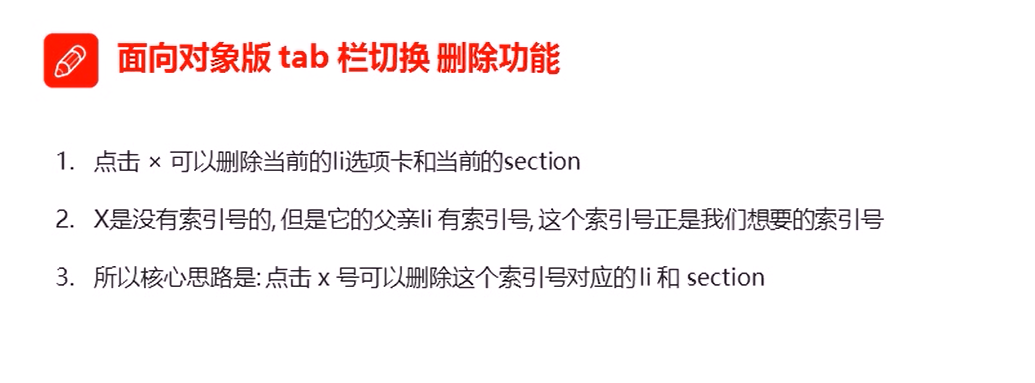 面向对象版 tab 栏切换 删除功能
1. 点击 × 可以删除当前的li选项卡和当前的section
2. X是没有索引号的, 但是它的父亲li 有索引号, 这个索引号正是我们想要的索引号
3. 所以核心思路是: 点击 x 号可以删除这个索引号对应的 li 和 section